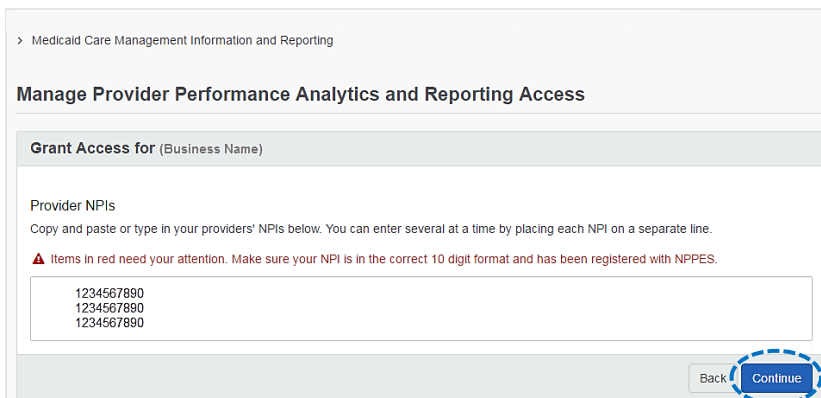 > Medicaid Care Management Information and Reporting
Manage Provider Performance Analytics and Reporting Access
Grant Access for (Business Name)
Provider NPIs
Copy and paste or type in your providers' NPIs below. You can enter several at a time by placing each NPI on a separate line.
Items in red need your attention. Make sure your NPI is in the correct 10 digit format and has been registered with NPPES.
1234567890
1234567890
1234567890
Back Continue